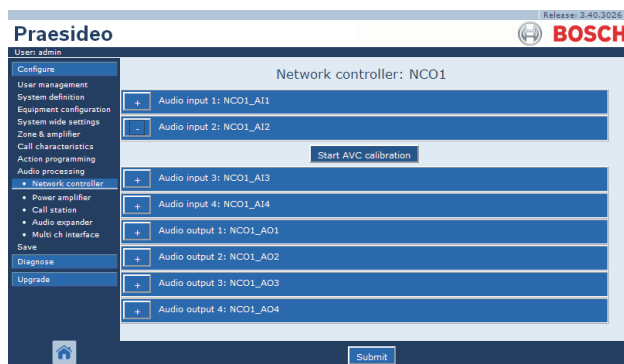 Release: 3.40.3026
Praesideo
BOSCH
User: admin
Configure
User management
System definition
Equipment configuration
System wide settings
Zone & amplifier
Call characteristics
Action programming
Audio processing
• Network controller
• Power amplifier
• Call station
• Audio expander
• Multi ch interface
Save
Diagnose
Upgrade
Network controller: NCO1
+ Audio input 1: NCO1_AI1
- Audio input 2: NCO1_AI2
Start AVC calibration
+ Audio input 3: NCO1_AI3
+ Audio input 4: NCO1_AI4
+ Audio output 1: NCO1_AO1
+ Audio output 2: NCO1_AO2
+ Audio output 3: NCO1_AO3
+ Audio output 4: NCO1_AO4
Submit